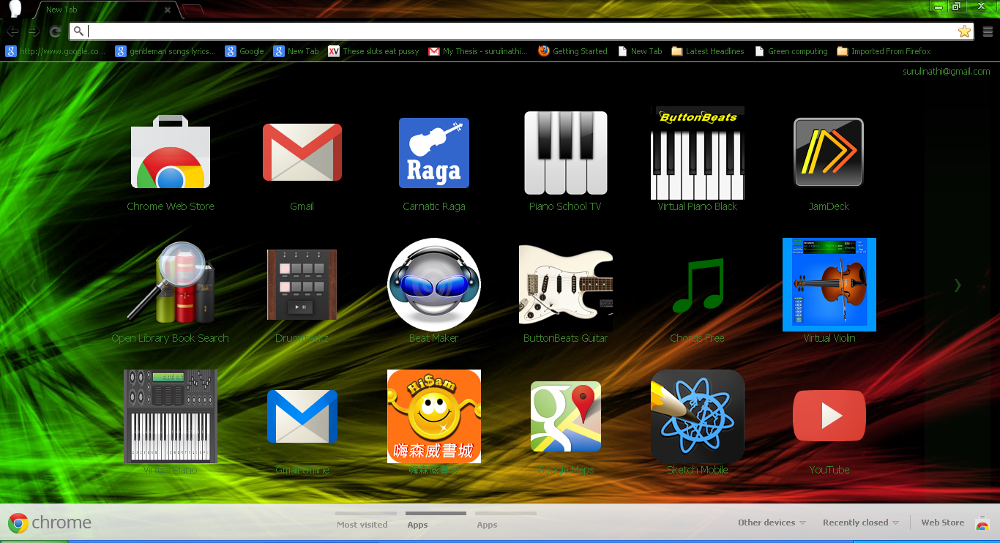 New Tab
http://www.google.co...
gentleman songs lyrics...
Google
New Tab
These sluts eat pussy
My Thesis - surulinathi...
Getting Started
New Tab
Latest Headlines
Green computing
Imported From Firefox
surulinathi@gmail.com
Raga
ButtonBeats
Chrome Web Store
Gmail
Carnatic Raga
Piano School TV
Virtual Piano Black
JamDeck
Open Library Book Search
Beat Maker
ButtonBeats Guitar
Chords Free
Virtual Violin
Hi$am
嗨森威書城
Virtual Piano
Gmail Offline
嗨森威書城
Google Maps
Sketch Mobile
YouTube
chrome
Most visited
Apps
Apps
Other devices
Recently closed
Web Store